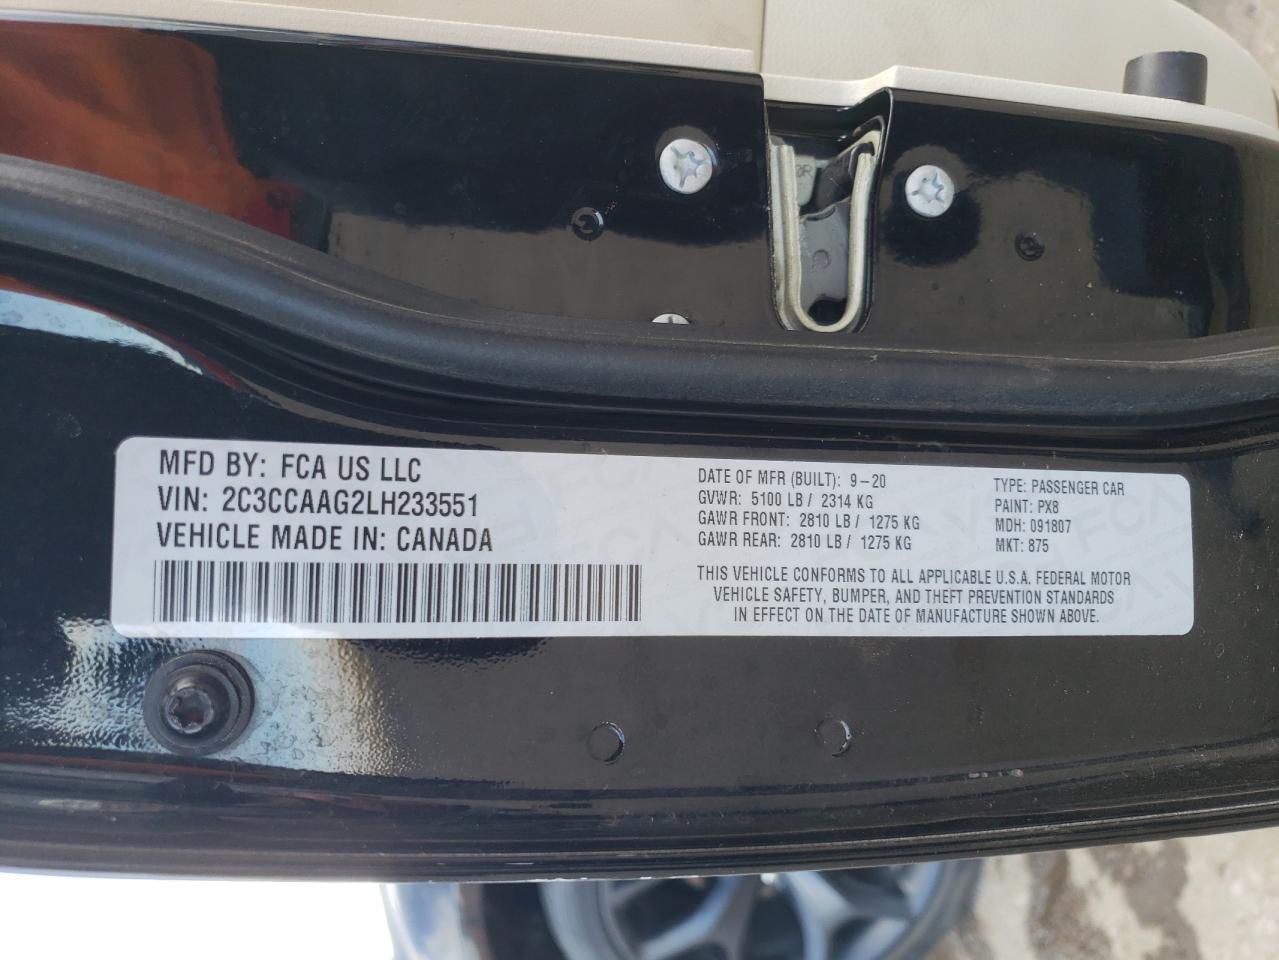 MFD BY: FCA US LLC
VIN: 2C3CCAAG2LH233551
VEHICLE MADE IN: CANADA
DATE OF MFR (BUILT): 9-20
GVWR: 5100 LB / 2314 KG
GAWR FRONT: 2810 LB / 1275 KG
GAWR REAR: 2810 LB / 1275 KG
TYPE: PASSENGER CAR
PAINT: PX8
MDH: 091807
MKT: 875
THIS VEHICLE CONFORMS TO ALL APPLICABLE U.S.A. FEDERAL MOTOR
VEHICLE SAFETY, BUMPER, AND THEFT PREVENTION STANDARDS
IN EFFECT ON THE DATE OF MANUFACTURE SHOWN ABOVE.